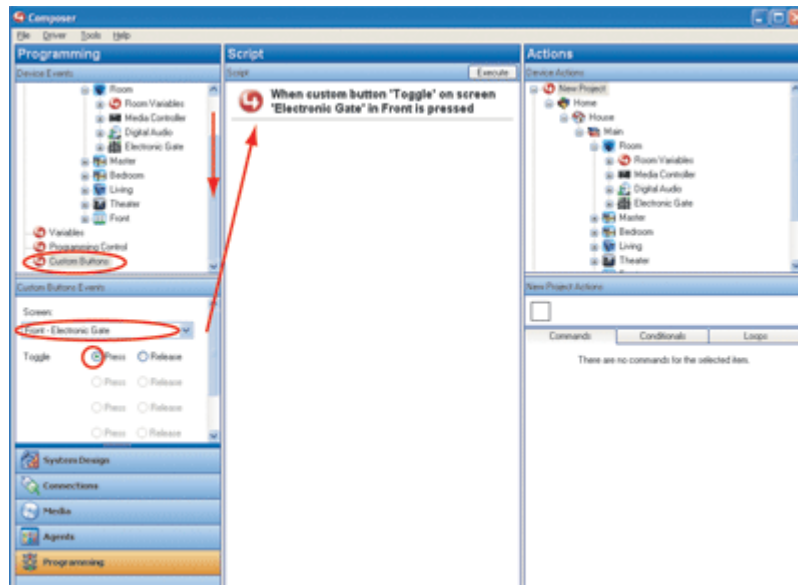 Composer
File Driver Tools Help
Programming
Device Events
Room
Room Variables
Media Controller
Digital Audio
Electronic Gate
Master
Bedroom
Living
Theater
Front
Variables
Programming Control
Custom Buttons
Custom Buttons Events
Screen:
Front - Electronic Gate
Toggle Press Release
Press Release
Press Release
Press Release
System Design
Connections
Media
Agents
Programming
Script
Script Execute
When custom button 'Toggle' on screen
'Electronic Gate' in Front is pressed
Actions
Device Actions
New Project
Home
House
Main
Room
Room Variables
Media Controller
Digital Audio
Electronic Gate
Master
Bedroom
Living
Theater
New Project Actions
Commands Conditionals Loops
There are no commands for the selected item.